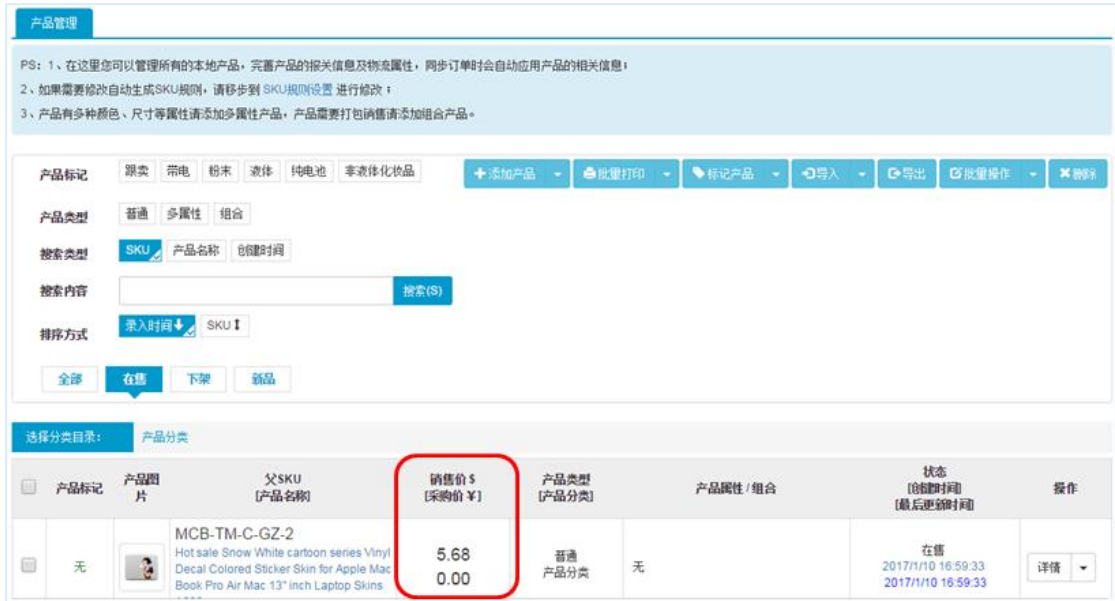 产品管理
PS: 1、在这里您可以管理所有的本地产品，完善产品的报关信息及物流属性，同步订单时会自动应用产品的相关信息；
2、如果需要修改自动生成SKU规则，请移步到 SKU规则设置 进行修改；
3、产品有多种颜色、尺寸等属性请添加多属性产品，产品需要打包销售请添加组合产品。
产品标记 跟卖 带电 粉末 液体 纯电池 非液体化妆品 添加产品 批量打印 标记产品 导入 导出 批量操作 删除
产品类型 普通 多属性 组合
搜索类型 SKU 产品名称 创建时间
搜索内容 搜索(S)
排序方式 录入时间 SKU
全部 在售 下架 新品
选择分类目录： 产品分类
产品标记 产品图片 父SKU [产品名称] 销售价 $ [采购价 ¥] 产品类型 [产品分类] 产品属性 / 组合 状态 [创建时间] [最后更新时间] 操作
MCB-TM-C-GZ-2
无 Hot sale Snow White cartoon series Vinyl Decal Colored Sticker Skin for Apple Mac Book Pro Air Mac 13" inch Laptop Skins
5.68
0.00
普通
产品分类
无
在售
2017/1/10 16:59:33
2017/1/10 16:59:33
详情